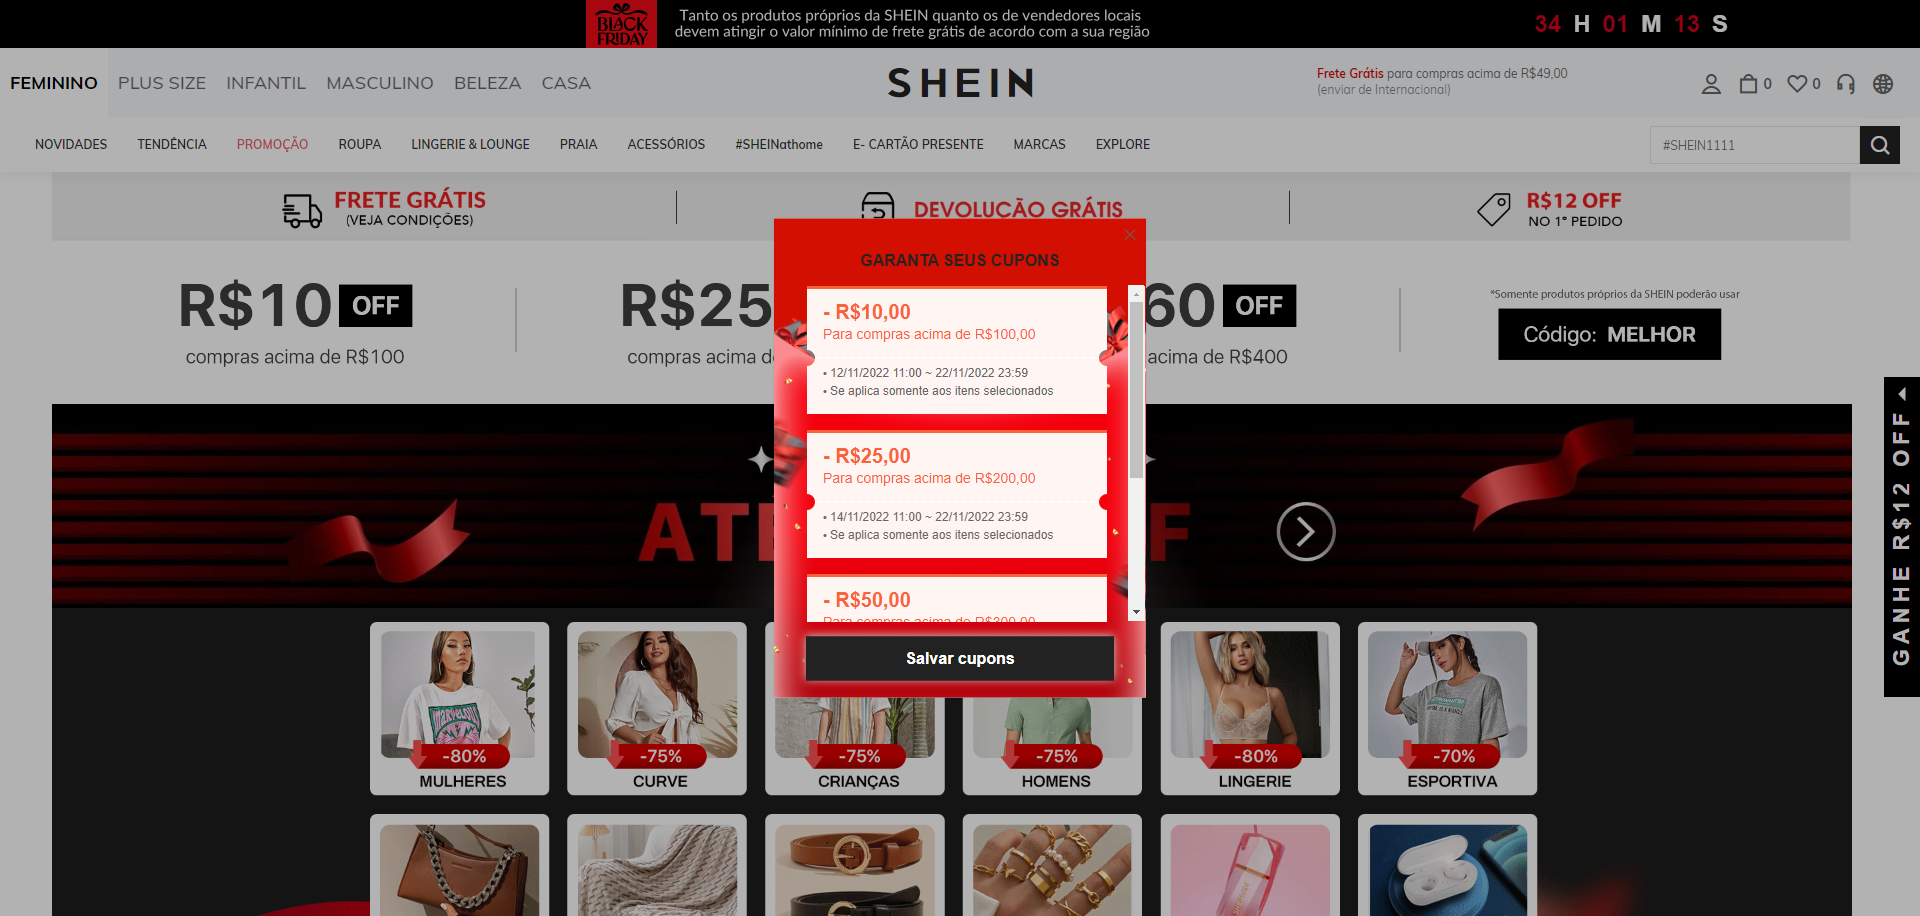 BLACK FRIDAY
Tanto os produtos próprios da SHEIN quanto os de vendedores locais
devem atingir o valor mínimo de frete grátis de acordo com a sua região
34 H 01 M 13 S
FEMININO PLUS SIZE INFANTIL MASCULINO BELEZA CASA
SHEIN
Frete Grátis para compras acima de R$49,00
(enviar de Internacional)
0 0
NOVIDADES TENDÊNCIA PROMOÇÃO ROUPA LINGERIE & LOUNGE PRAIA ACESSÓRIOS #SHEINathome E- CARTÃO PRESENTE MARCAS EXPLORE
#SHEIN1111
FRETE GRÁTIS
(VEJA CONDIÇÕES)
DEVOLUÇÃO GRÁTIS
R$12 OFF
NO 1º PEDIDO
R$10 OFF
compras acima de R$100
R$25
compras acima
60 OFF
acima de R$400
*Somente produtos próprios da SHEIN poderão usar
Código: MELHOR
GARANTA SEUS CUPONS
- R$10,00
Para compras acima de R$100,00
• 12/11/2022 11:00 ~ 22/11/2022 23:59
• Se aplica somente aos itens selecionados
- R$25,00
Para compras acima de R$200,00
• 14/11/2022 11:00 ~ 22/11/2022 23:59
• Se aplica somente aos itens selecionados
- R$50,00
Para compras acima de R$300,00
Salvar cupons
GANHE R$12 OFF
ATÉ
F
-80%
MULHERES
-75%
CURVE
-75%
CRIANÇAS
-75%
HOMENS
-80%
LINGERIE
-70%
ESPORTIVA